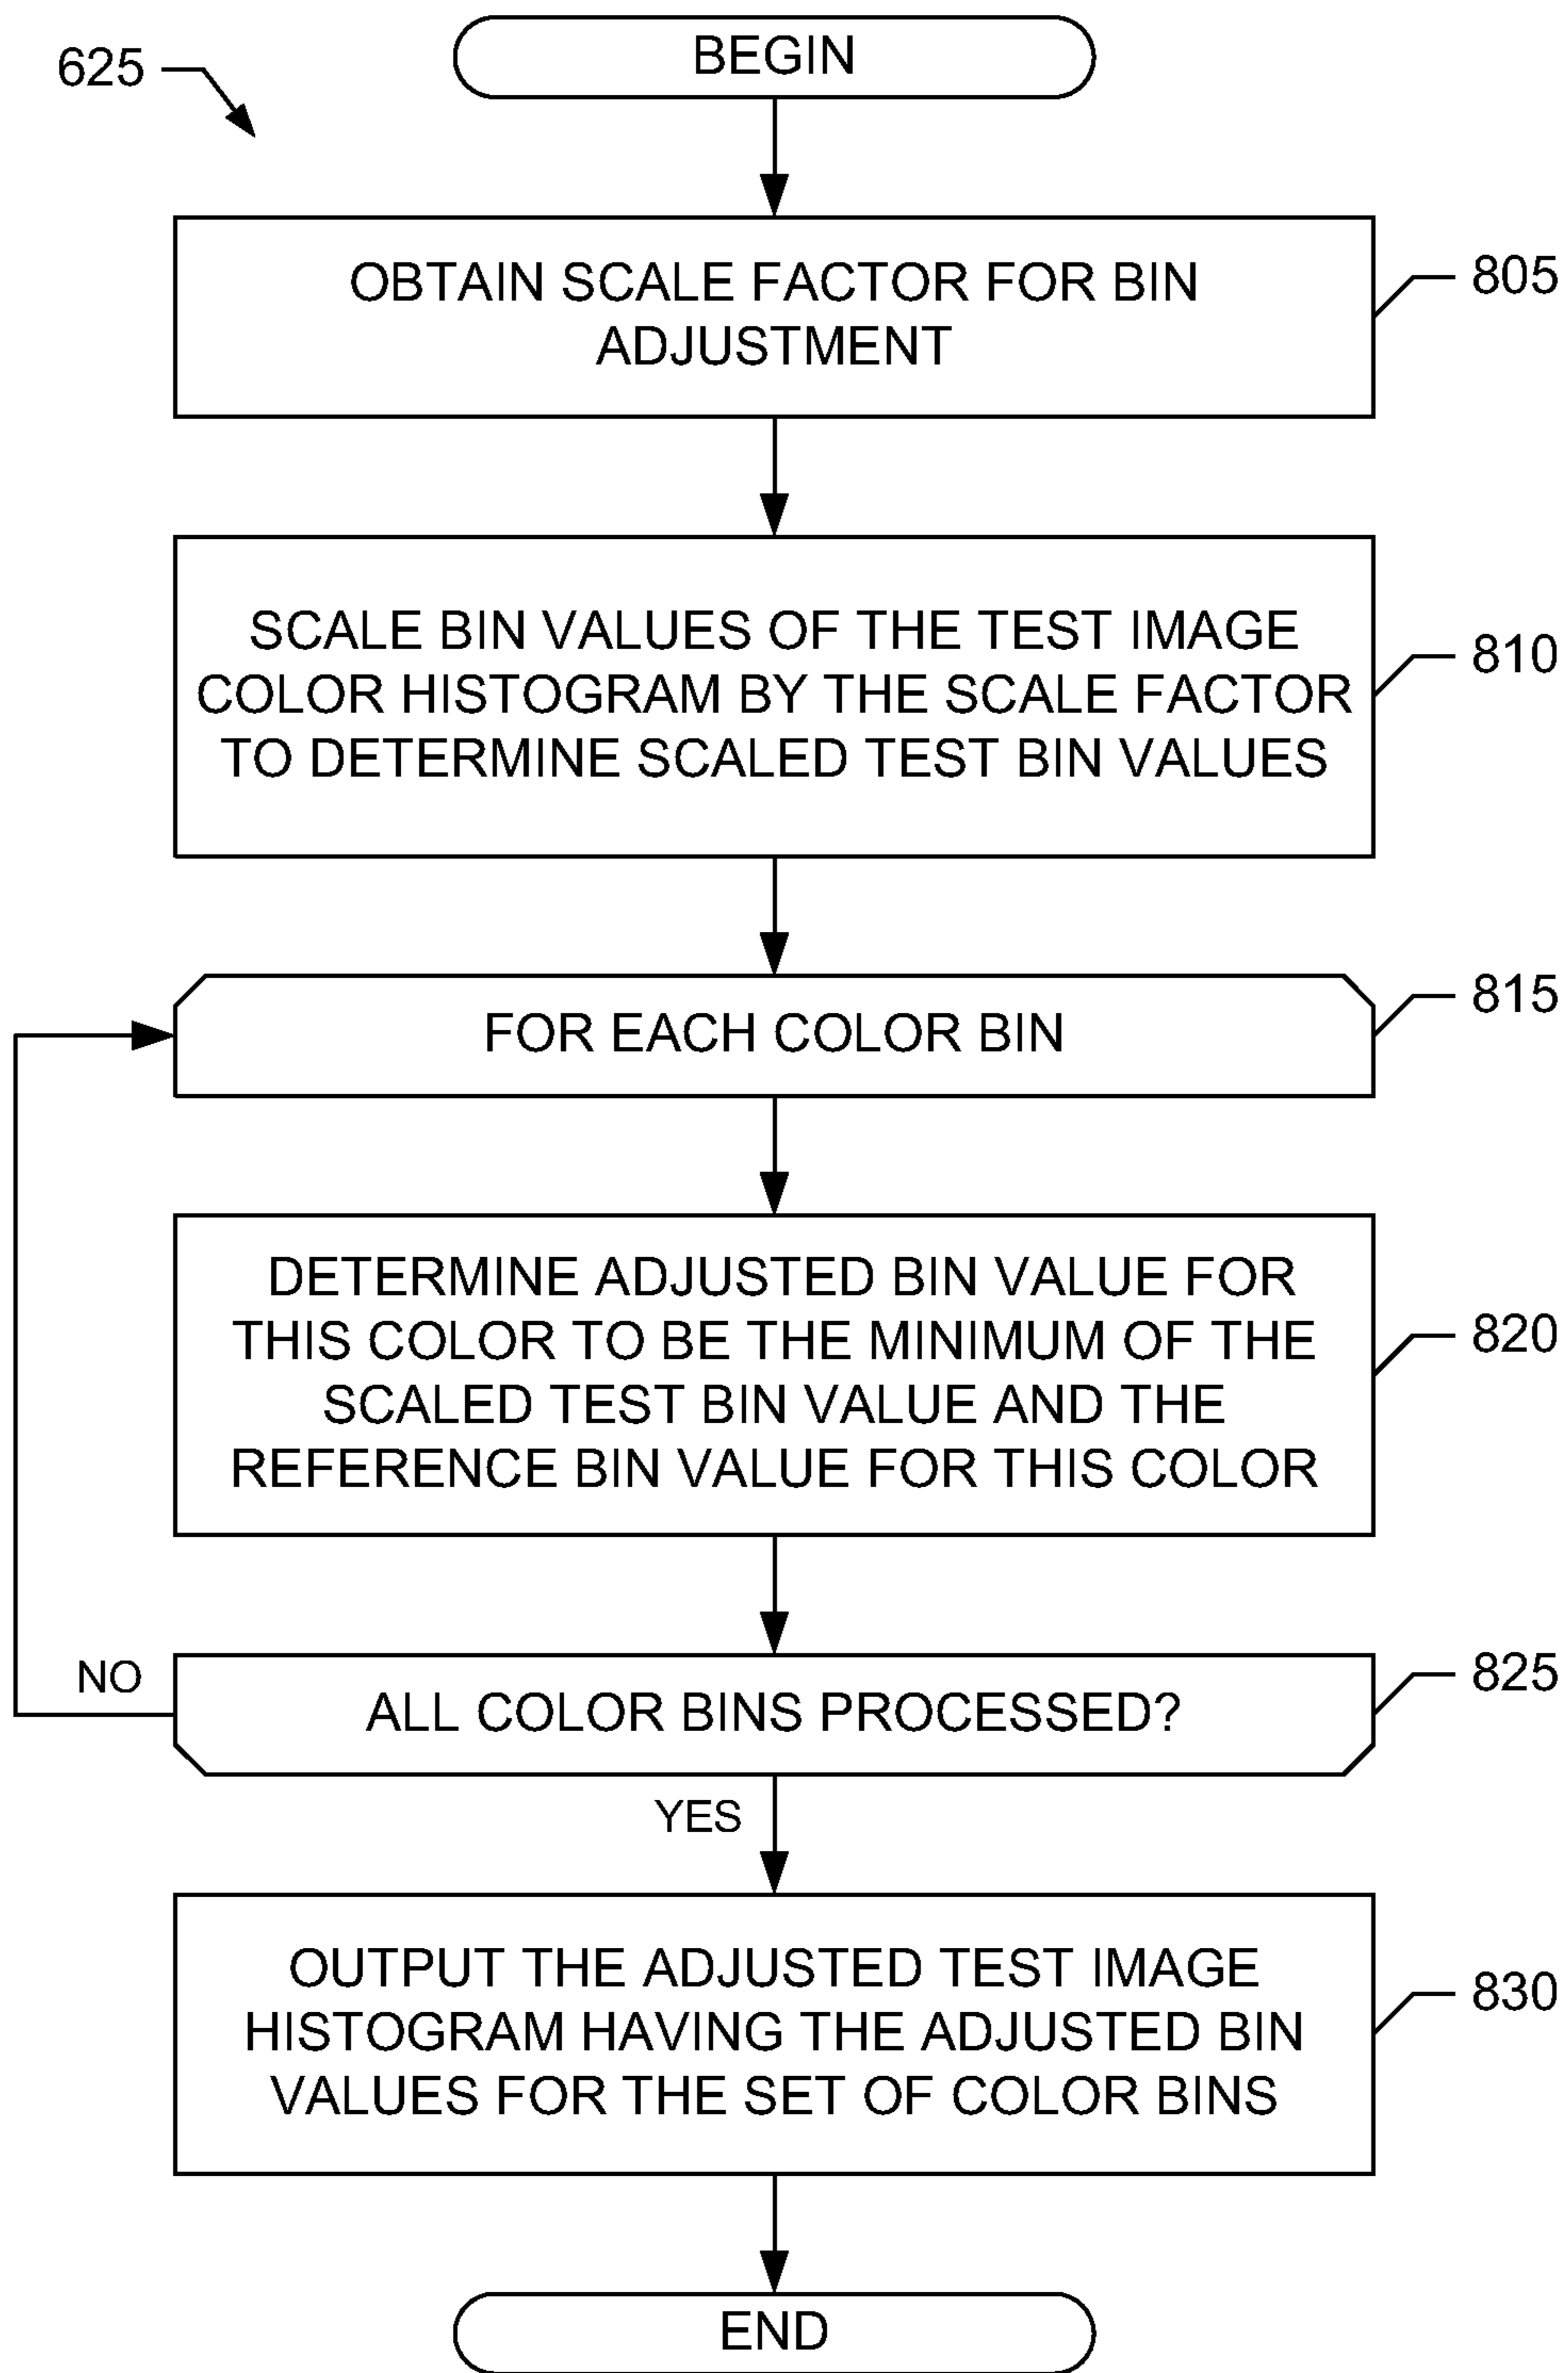 625
BEGIN
OBTAIN SCALE FACTOR FOR BIN
ADJUSTMENT
805
SCALE BIN VALUES OF THE TEST IMAGE
COLOR HISTOGRAM BY THE SCALE FACTOR
TO DETERMINE SCALED TEST BIN VALUES
810
FOR EACH COLOR BIN
815
DETERMINE ADJUSTED BIN VALUE FOR
THIS COLOR TO BE THE MINIMUM OF THE
SCALED TEST BIN VALUE AND THE
REFERENCE BIN VALUE FOR THIS COLOR
820
NO
ALL COLOR BINS PROCESSED?
825
YES
OUTPUT THE ADJUSTED TEST IMAGE
HISTOGRAM HAVING THE ADJUSTED BIN
VALUES FOR THE SET OF COLOR BINS
830
END